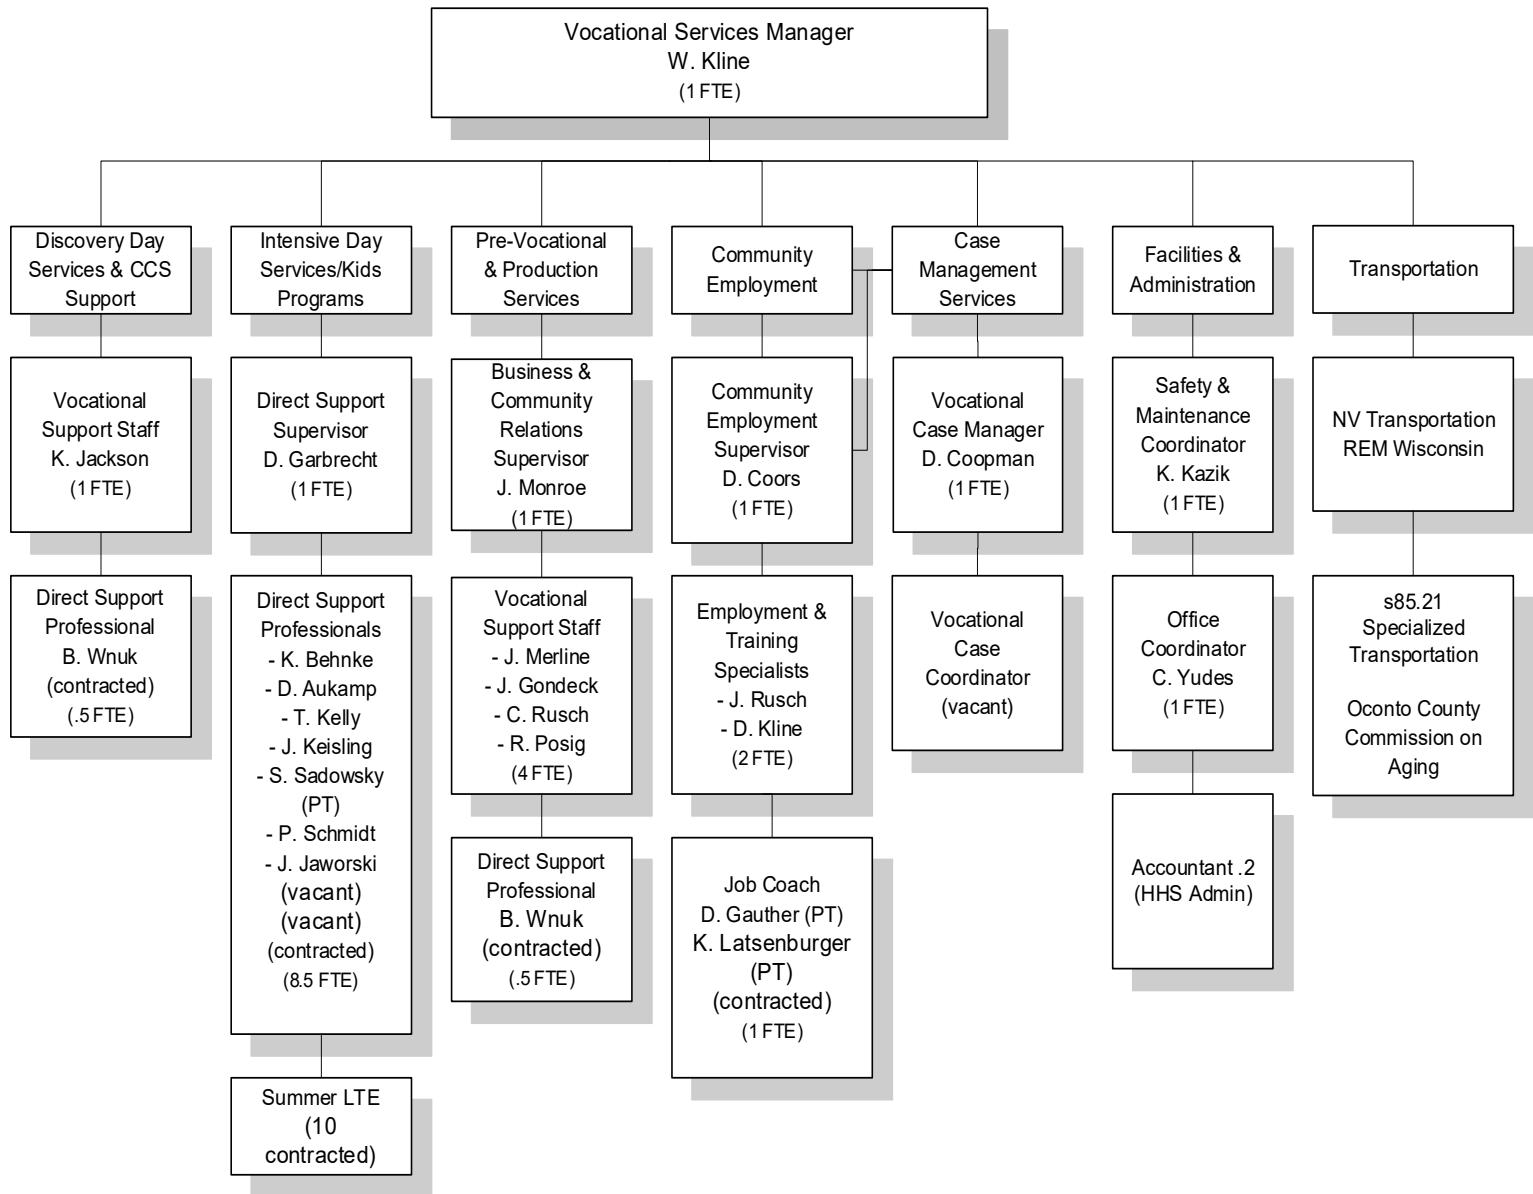 Vocational Services Manager
W. Kline
(1 FTE)
Discovery Day
Services & CCS
Support
Intensive Day
Services/Kids
Programs
Pre-Vocational
& Production
Services
Community
Employment
Case
Management
Services
Facilities &
Administration
Transportation
Vocational
Support Staff
K. Jackson
(1 FTE)
Direct Support
Supervisor
D. Garbrecht
(1 FTE)
Business &
Community
Relations
Supervisor
J. Monroe
(1 FTE)
Community
Employment
Supervisor
D. Coors
(1 FTE)
Vocational
Case Manager
D. Coopman
(1 FTE)
Safety &
Maintenance
Coordinator
K. Kazik
(1 FTE)
NV Transportation
REM Wisconsin
Direct Support
Professional
B. Wnuk
(contracted)
(.5 FTE)
Direct Support
Professionals
- K. Behnke
- D. Aukamp
- T. Kelly
- J. Keisling
- S. Sadowsky
(PT)
- P. Schmidt
- J. Jaworski
(vacant)
(vacant)
(contracted)
(8.5 FTE)
Vocational
Support Staff
- J. Merline
- J. Gondeck
- C. Rusch
- R. Posig
(4 FTE)
Employment &
Training
Specialists
- J. Rusch
- D. Kline
(2 FTE)
Vocational
Case
Coordinator
(vacant)
Office
Coordinator
C. Yudes
(1 FTE)
s85.21
Specialized
Transportation
Oconto County
Commission on
Aging
Direct Support
Professional
B. Wnuk
(contracted)
(.5 FTE)
Job Coach
D. Gauther (PT)
K. Latsenburger
(PT)
(contracted)
(1 FTE)
Accountant .2
(HHS Admin)
Summer LTE
(10
contracted)